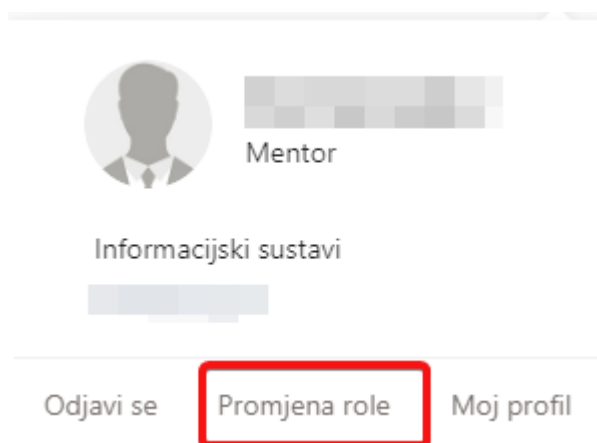 Mentor
Informacijski sustavi
Odjavi se Promjena role Moj profil